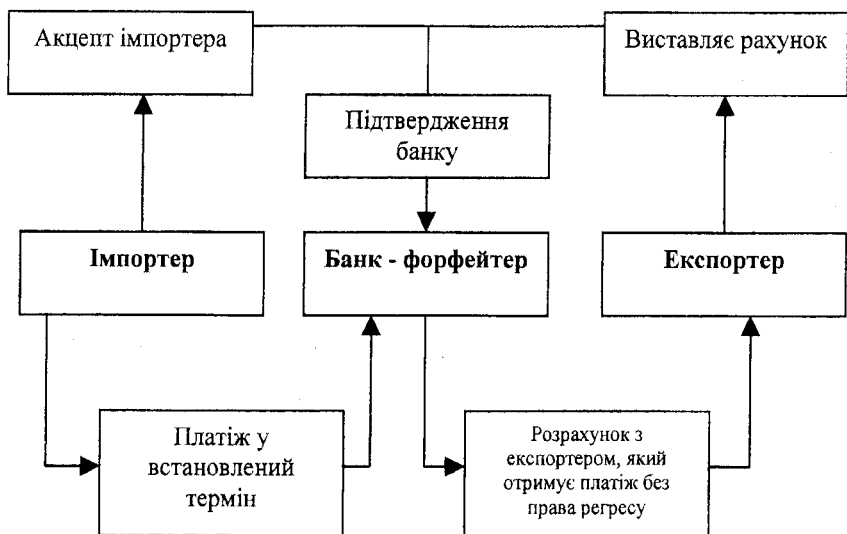 Акцепт імпортера
Виставляє рахунок
Підтвердження
банку
Імпортер
Банк - форфейтер
Експортер
Платіж у
встановлений
термін
Розрахунок з
експортером, який
отримує платіж без
права регресу